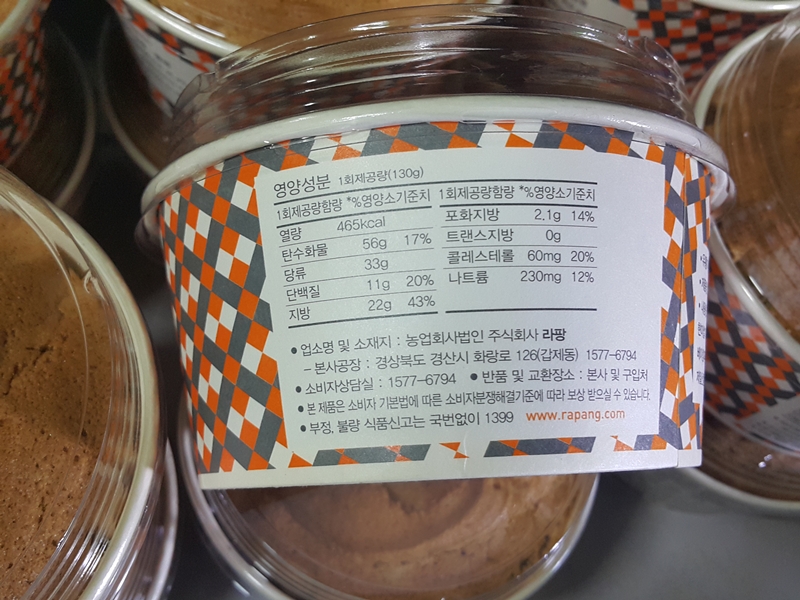 영양성분 1회제공량(130g)
1회제공량함량 *%영양소기준치
열량 465kcal
탄수화물 56g 17%
당류 33g
단백질 11g 20%
지방 22g 43%
1회제공량함량 *%영양소기준치
포화지방 2.1g 14%
트랜스지방 0g
콜레스테롤 60mg 20%
나트륨 230mg 12%
• 업소명 및 소재지 : 농업회사법인 주식회사 라팡
– 본사공장 : 경상북도 경산시 화랑로 126(갑제동) 1577-6794
• 소비자상담실 : 1577-6794 • 반품 및 교환장소 : 본사 및 구입처
• 본 제품은 소비자 기본법에 따른 소비자분쟁해결기준에 따라 보상 받으실 수 있습니다.
• 부정, 불량 식품신고는 국번없이 1399 www.rapang.com